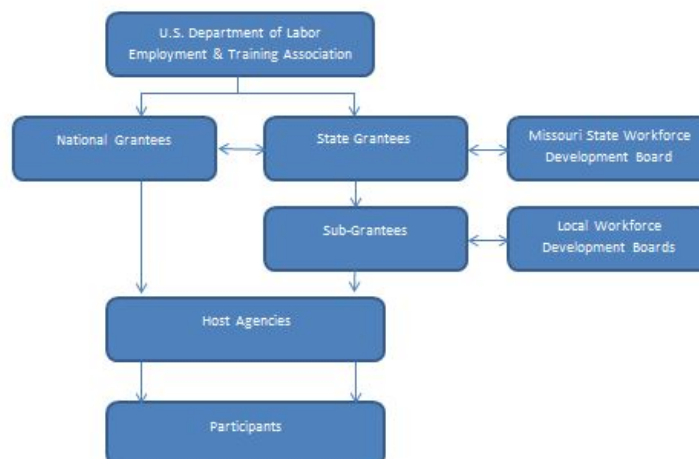 U.S. Department of Labor
Employment & Training Association
National Grantees
State Grantees
Missouri State Workforce
Development Board
Sub-Grantees
Local Workforce
Development Boards
Host Agencies
Participants